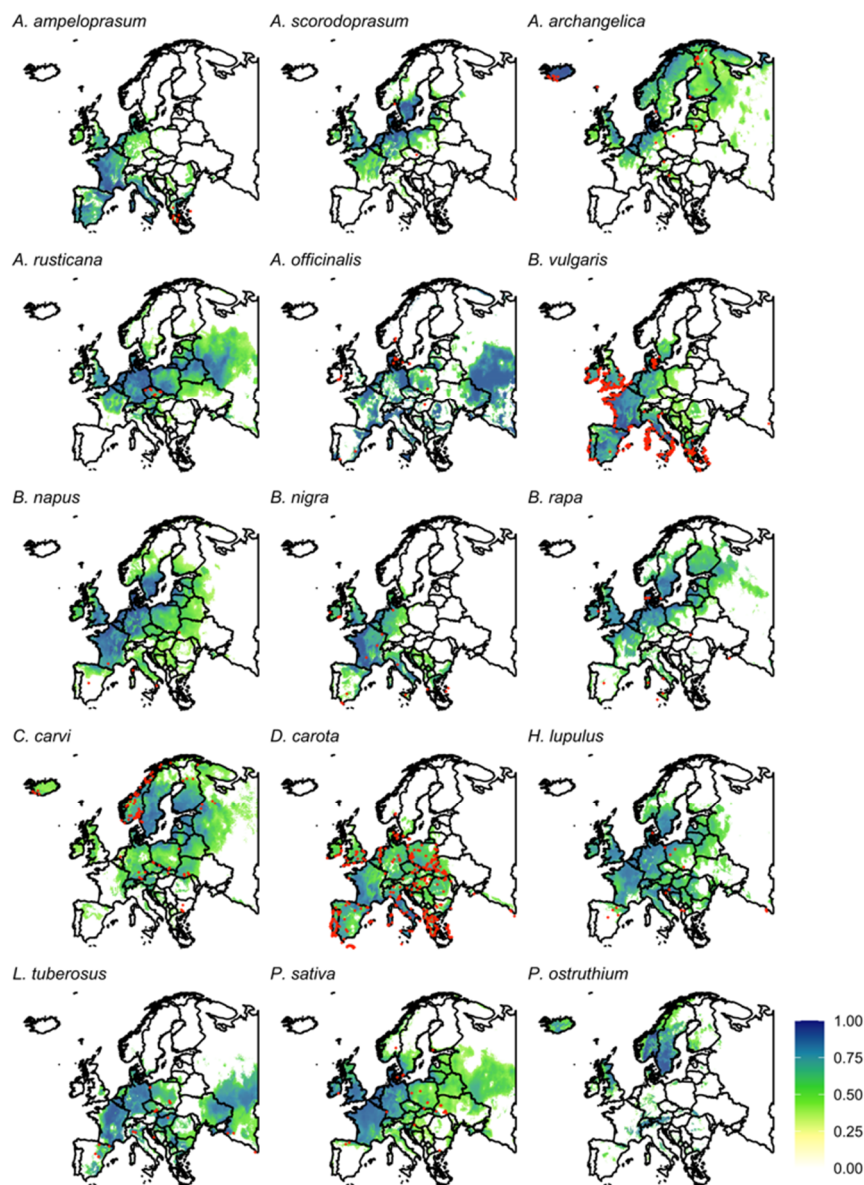 A. ampeloprasum A. scorodoprasum A. archangelica
A. rusticana A. officinalis B. vulgaris
B. napus B. nigra B. rapa
C. carvi D. carota H. lupulus
L. tuberosus P. sativa P. ostruthium
1.00
0.75
0.50
0.25
0.00